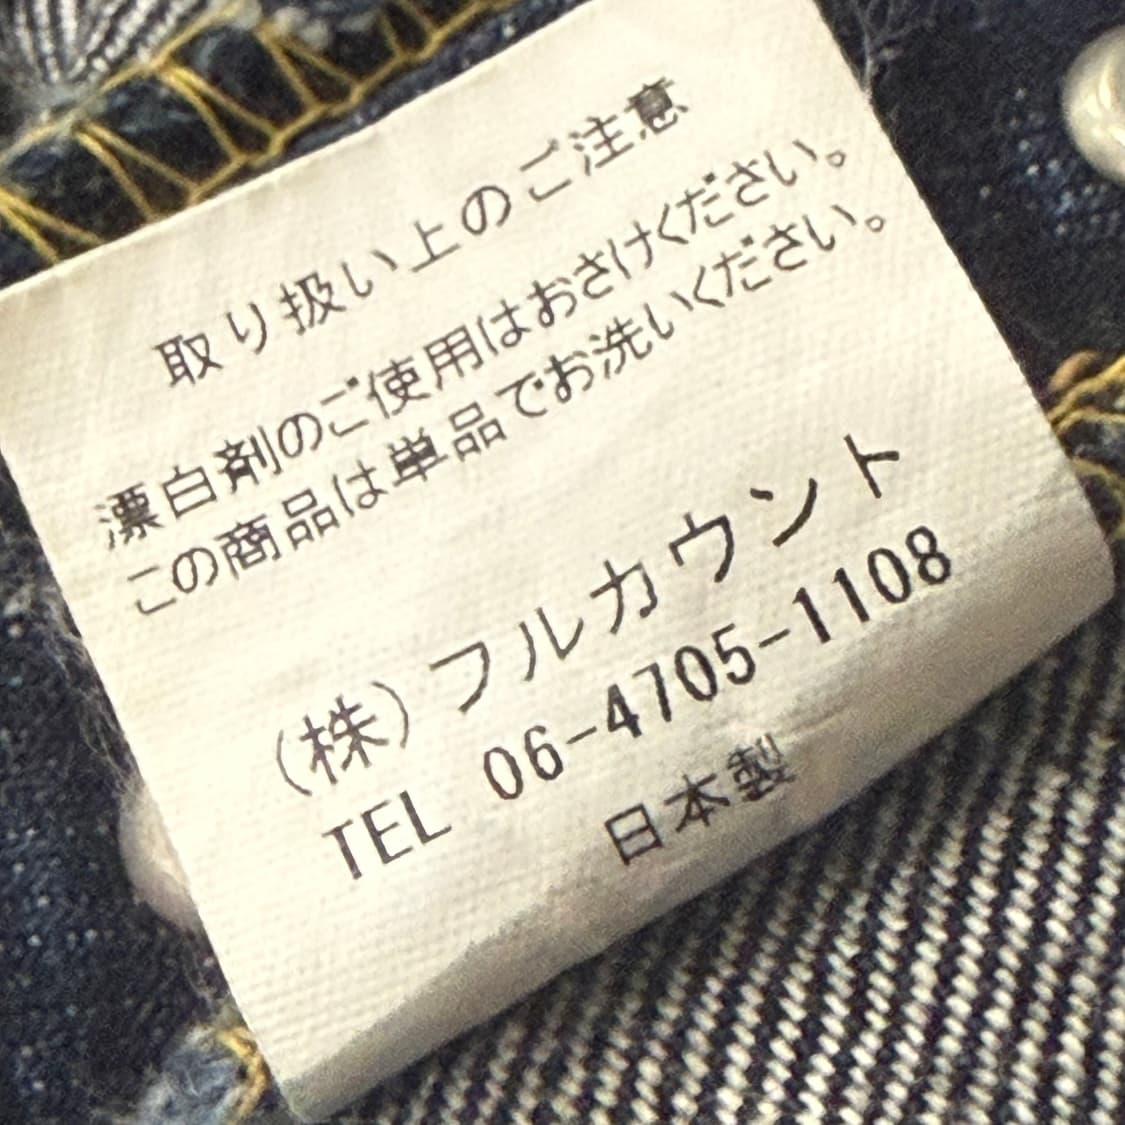 取り扱い上のご注意
漂白剤のご使用はおさけください。
この商品は単品でお洗いください。
(株)フルカウント
TEL 06-4705-1108
日本製